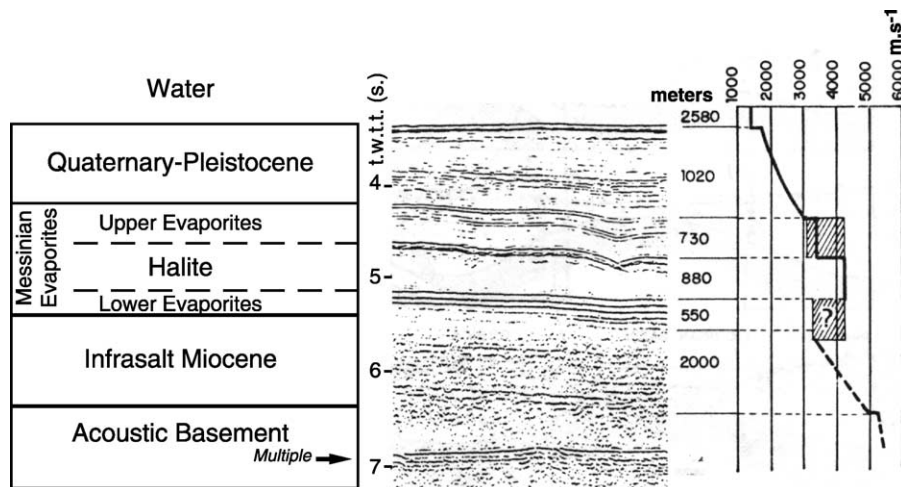 Water
Quaternary-Pleistocene
Messinian
Evaporites
Upper Evaporites
Halite
Lower Evaporites
Infrasalt Miocene
Acoustic Basement
Multiple
t.w.t.t. (s.)
4
5
6
7
meters
2580
1020
730
880
550
2000
1000
2000
3000
4000
5000
6000
m.s-1
?